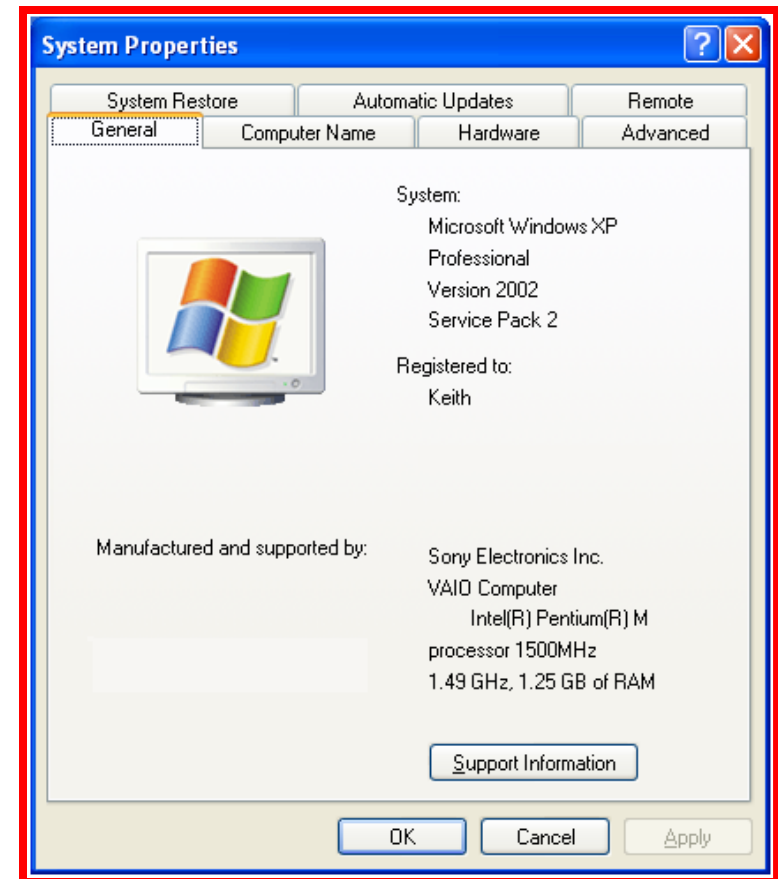 System Properties
System Restore Automatic Updates Remote
General Computer Name Hardware Advanced
System:
Microsoft Windows XP
Professional
Version 2002
Service Pack 2
Registered to:
Keith
Manufactured and supported by:
Sony Electronics Inc.
VAIO Computer
Intel(R) Pentium(R) M
processor 1500MHz
1.49 GHz, 1.25 GB of RAM
Support Information
OK Cancel Apply